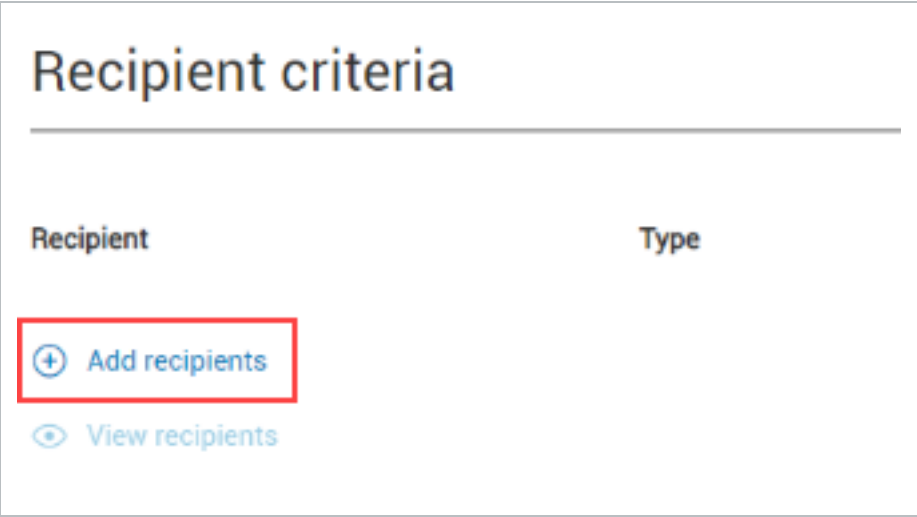 Recipient criteria
Recipient Type
Add recipients
View recipients